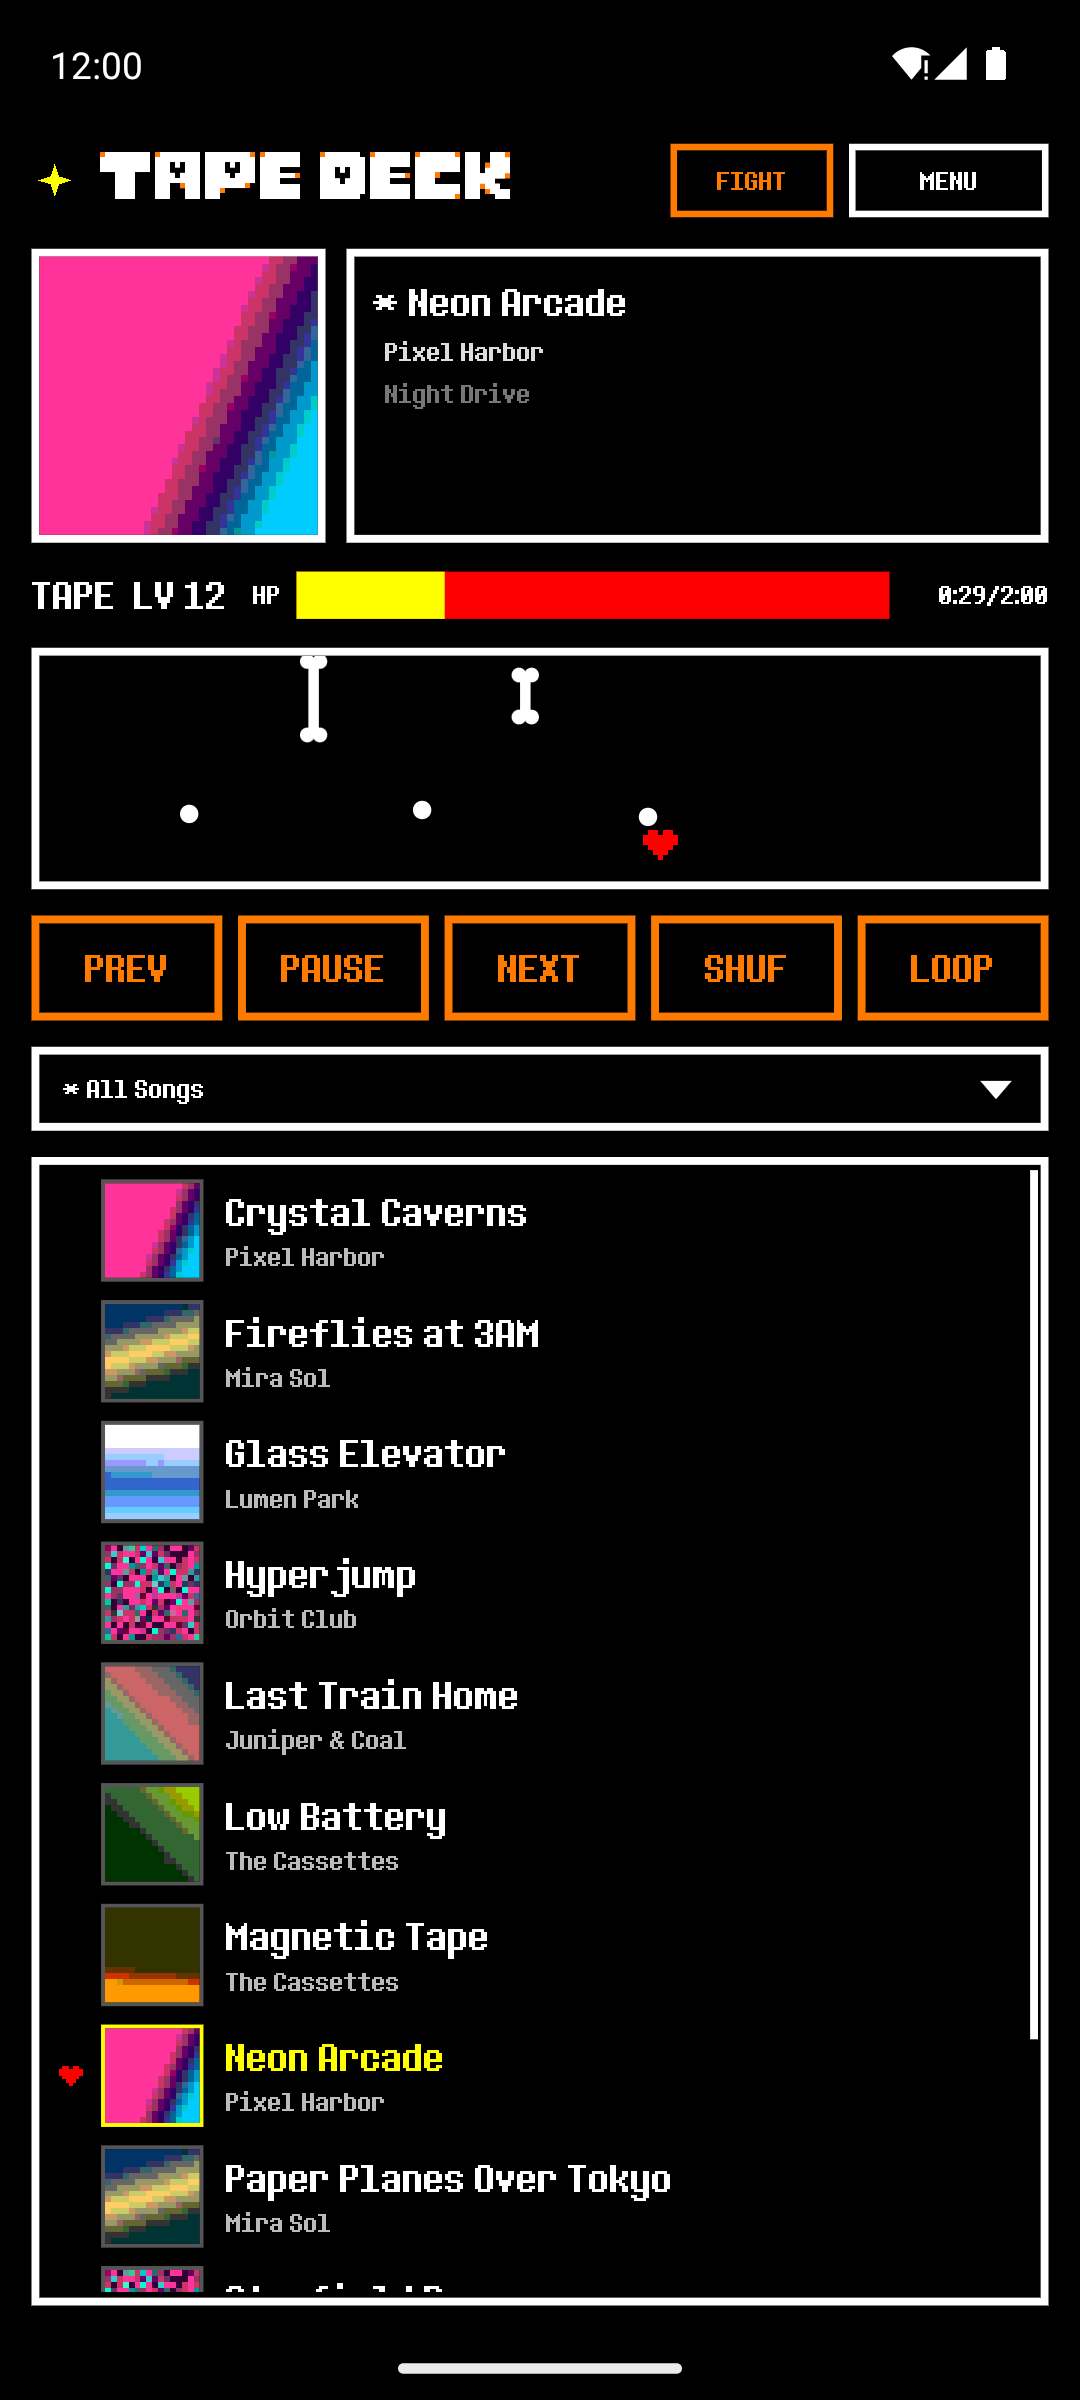 12:00
TAPE DECK
FIGHT
MENU
* Neon Arcade
Pixel Harbor
Night Drive
TAPE LV 12 HP 0:29/2:00
PREV
PAUSE
NEXT
SHUF
LOOP
* All Songs
Crystal Caverns
Pixel Harbor
Fireflies at 3AM
Mira Sol
Glass Elevator
Lumen Park
Hyperjump
Orbit Club
Last Train Home
Juniper & Coal
Low Battery
The Cassettes
Magnetic Tape
The Cassettes
Neon Arcade
Pixel Harbor
Paper Planes Over Tokyo
Mira Sol